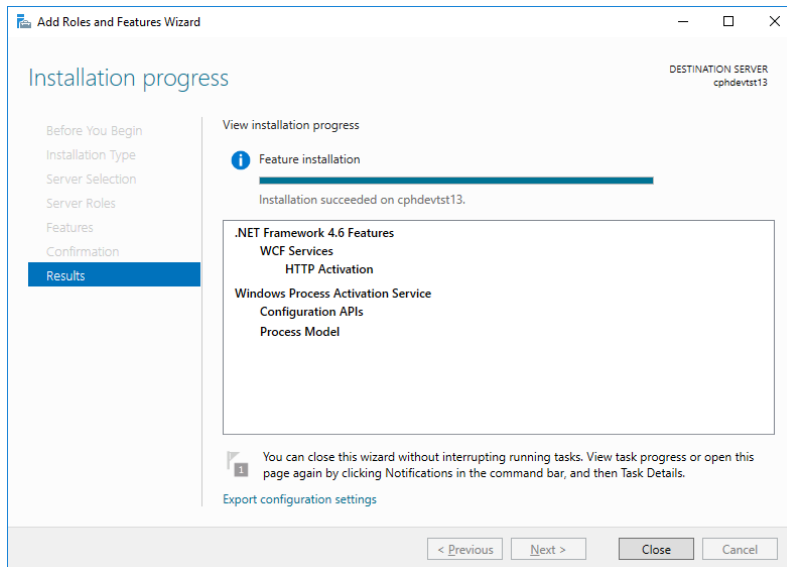 Add Roles and Features Wizard
Installation progress
DESTINATION SERVER
cphdevtst13
Before You Begin
Installation Type
Server Selection
Server Roles
Features
Confirmation
Results
View installation progress
Feature installation
Installation succeeded on cphdevtst13.
.NET Framework 4.6 Features
WCF Services
HTTP Activation
Windows Process Activation Service
Configuration APIs
Process Model
1
You can close this wizard without interrupting running tasks. View task progress or open this
page again by clicking Notifications in the command bar, and then Task Details.
Export configuration settings
< Previous
Next >
Close
Cancel